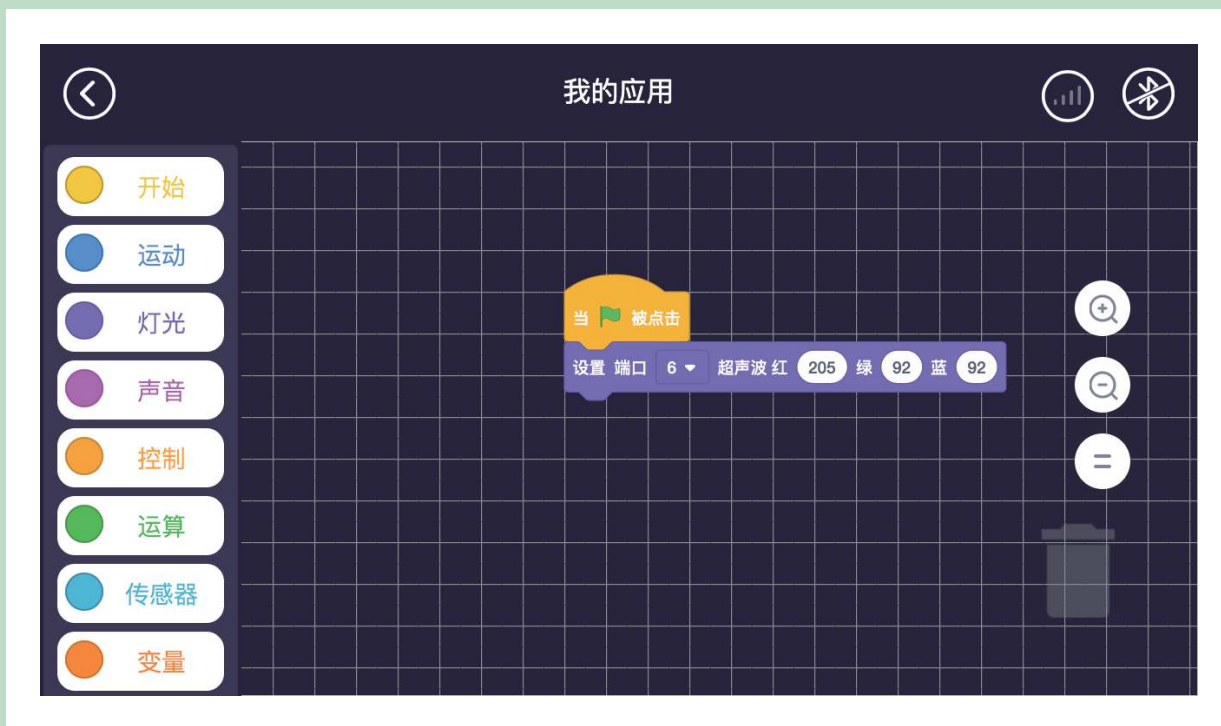 我的应用
开始
运动
灯光
声音
控制
运算
传感器
变量
当 被点击
设置 端口 6 超声波 红 205 绿 92 蓝 92